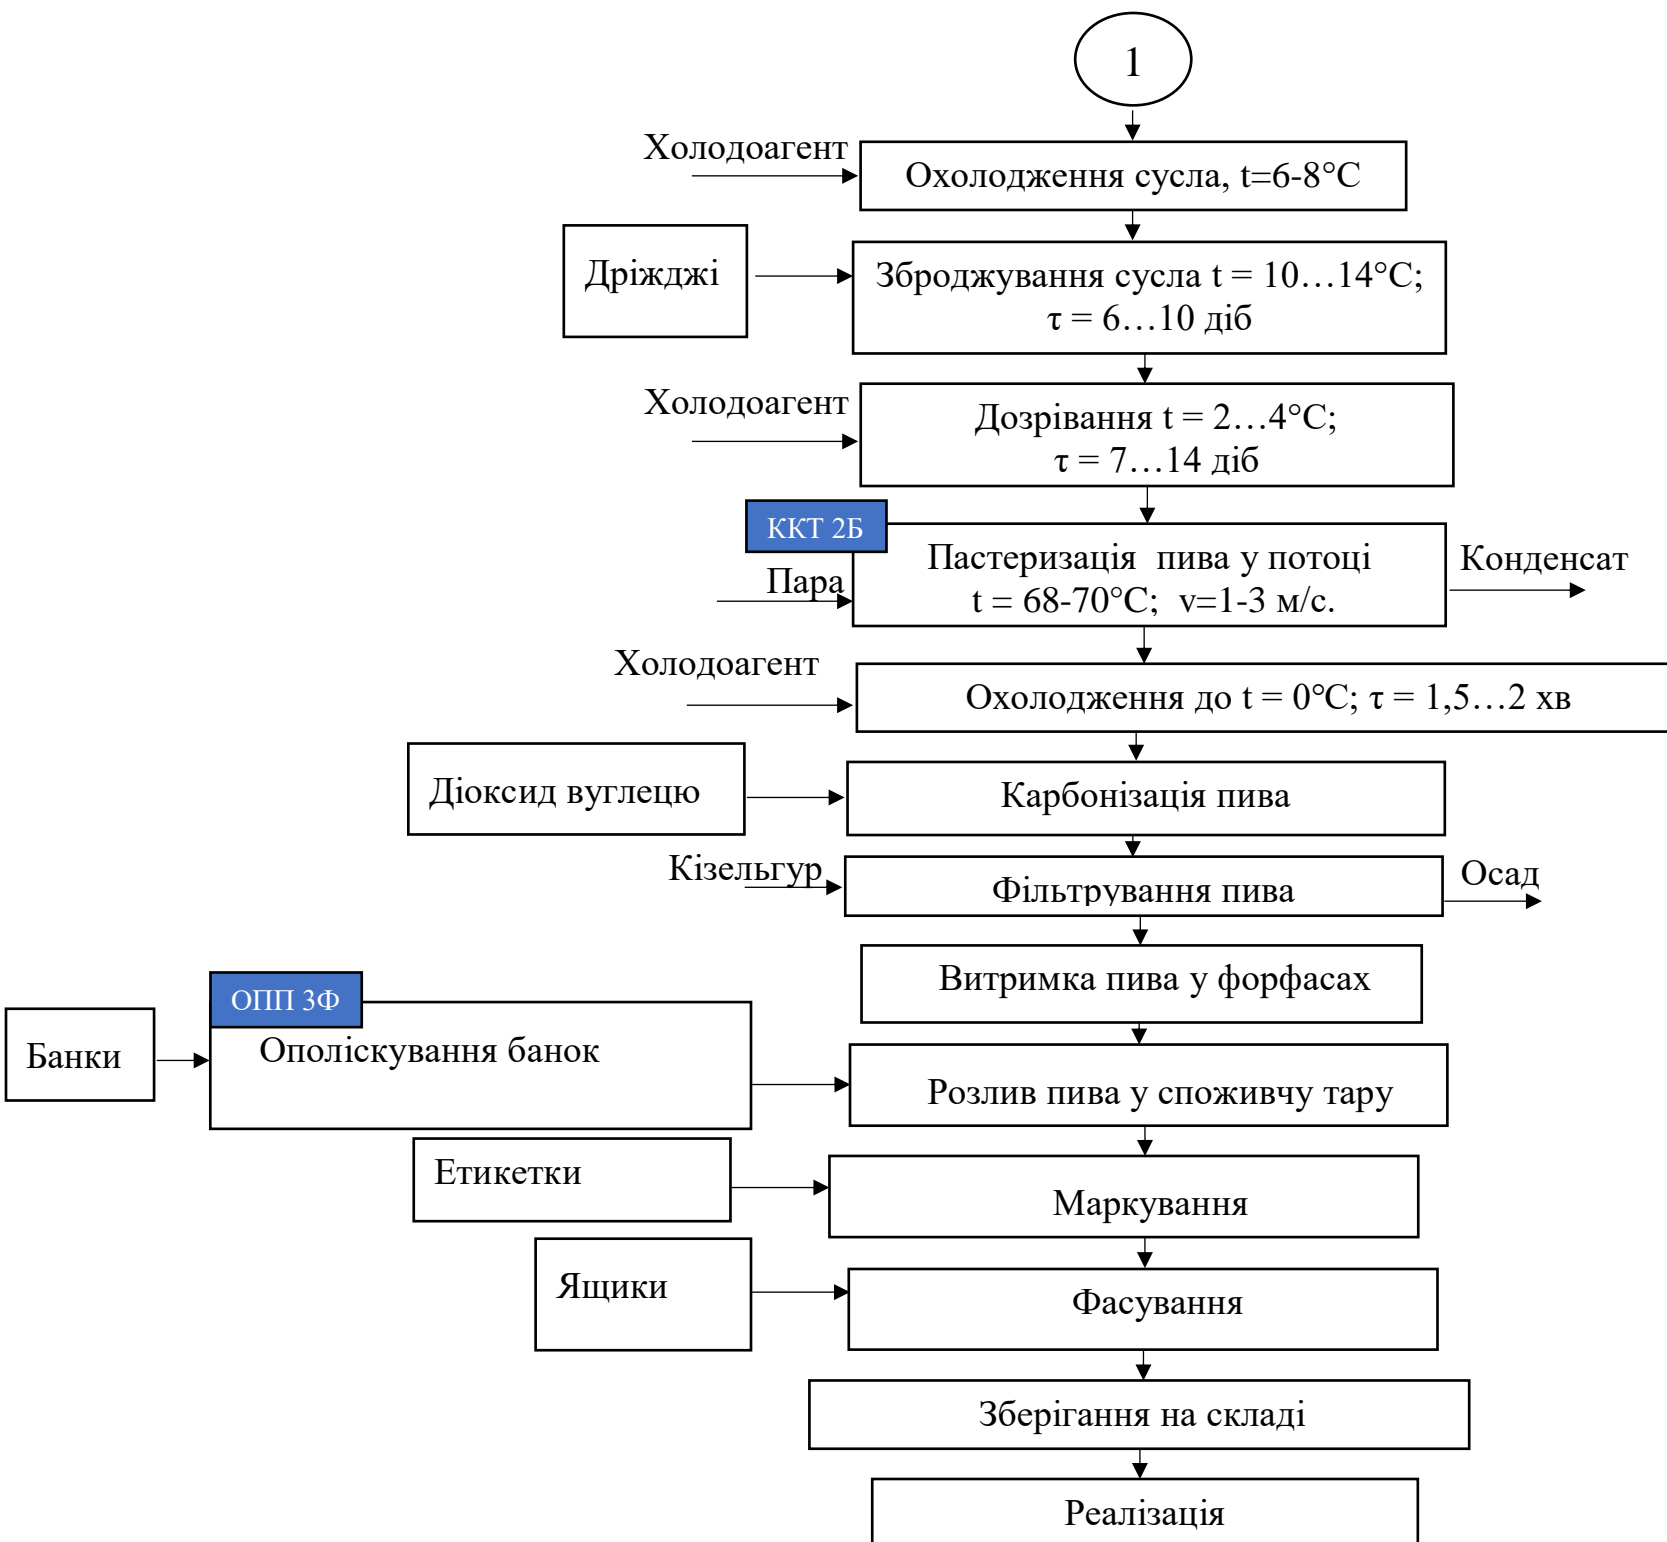 1
Холодоагент
Охолодження сусла, t=6-8°С
Дріжджі
Зброджування сусла t = 10…14°С;
τ = 6…10 діб
Холодоагент
Дозрівання t = 2…4°С;
τ = 7…14 діб
ККТ 2Б
Пара
Пастеризація пива у потоці
t = 68-70°С; v=1-3 м/с.
Конденсат
Холодоагент
Охолодження до t = 0°С; τ = 1,5…2 хв
Діоксид вуглецю
Карбонізація пива
Кізельгур
Фільтрування пива
Осад
Витримка пива у форфасах
Банки
ОПП 3Ф
Ополіскування банок
Розлив пива у споживчу тару
Етикетки
Маркування
Ящики
Фасування
Зберігання на складі
Реалізація